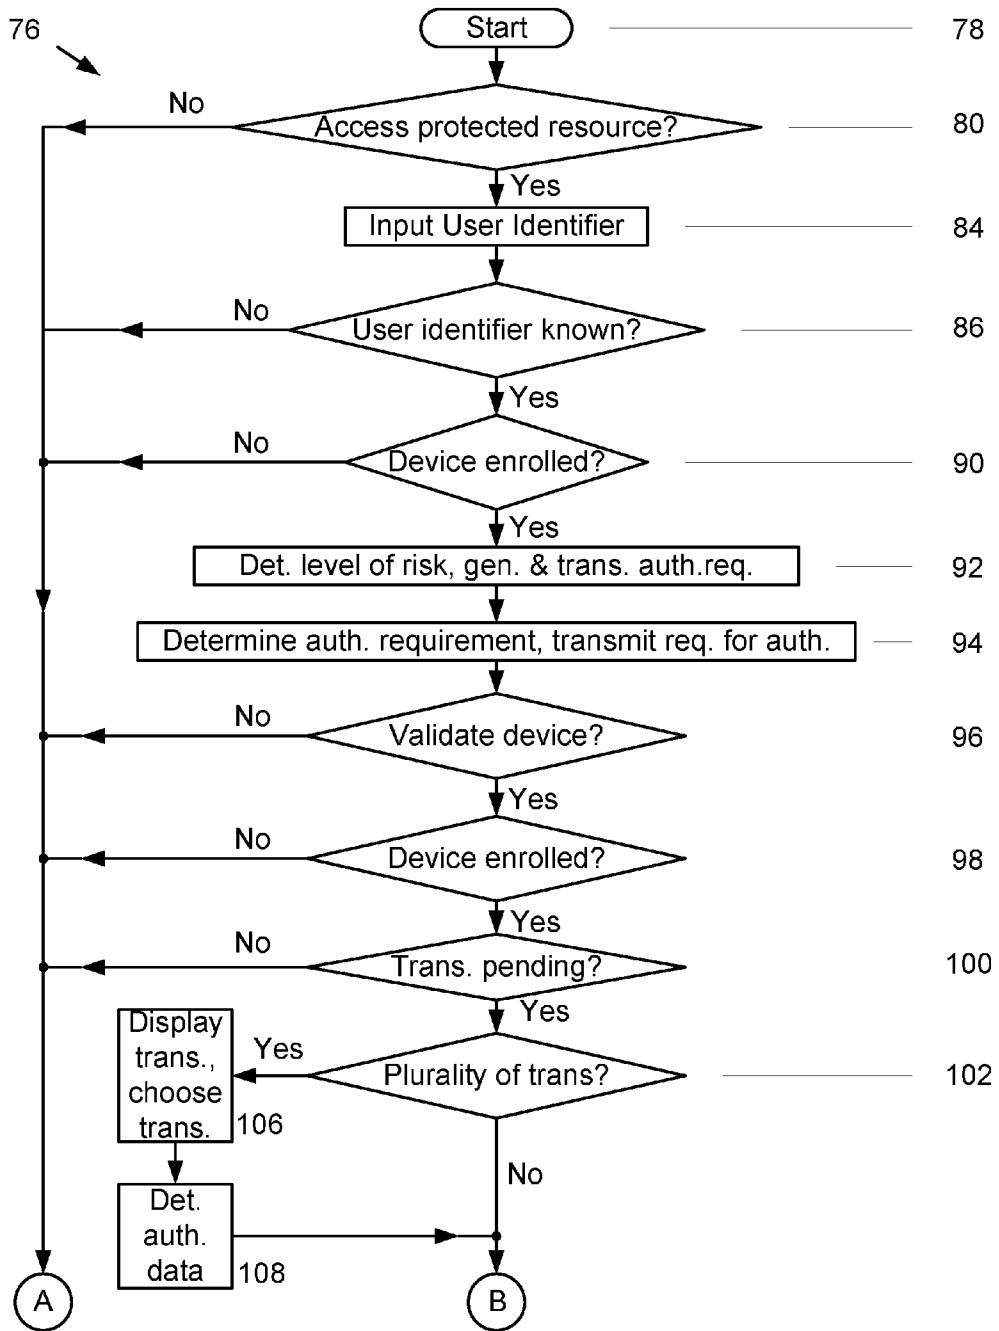 76
Start
78
No
Access protected resource?
80
Yes
Input User Identifier
84
No
User identifier known?
86
Yes
No
Device enrolled?
90
Yes
Det. level of risk, gen. & trans. auth.req.
92
Determine auth. requirement, transmit req. for auth.
94
No
Validate device?
96
Yes
No
Device enrolled?
98
Yes
No
Trans. pending?
100
Yes
Display
trans.,
choose
trans.
106
Yes
Plurality of trans?
102
No
Det.
auth.
data
108
A
B